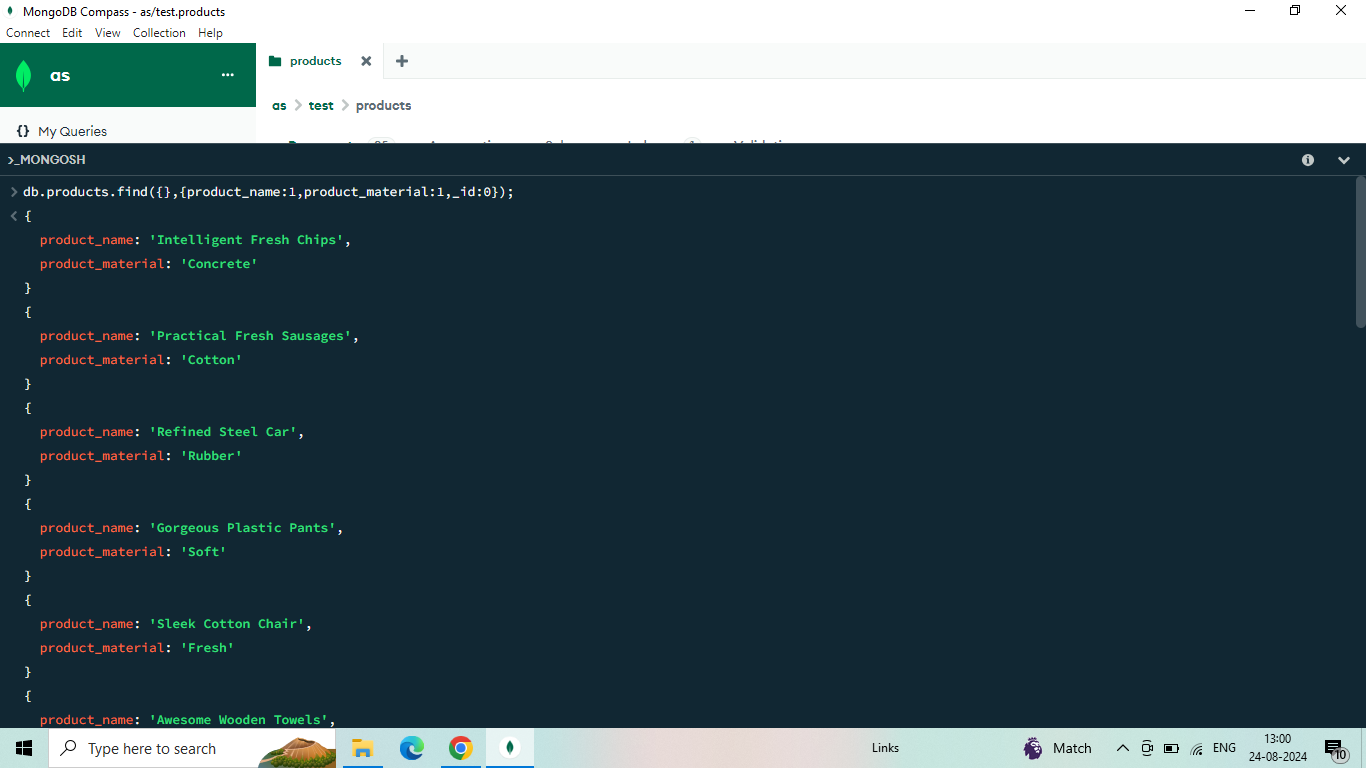 MongoDB Compass - as/test.products
Connect Edit View Collection Help
as
...
products
as > test > products
{} My Queries
>_MONGOSH
db.products.find({},{product_name:1,product_material:1,_id:0});
{
product_name: 'Intelligent Fresh Chips',
product_material: 'Concrete'
}
{
product_name: 'Practical Fresh Sausages',
product_material: 'Cotton'
}
{
product_name: 'Refined Steel Car',
product_material: 'Rubber'
}
{
product_name: 'Gorgeous Plastic Pants',
product_material: 'Soft'
}
{
product_name: 'Sleek Cotton Chair',
product_material: 'Fresh'
}
{
product_name: 'Awesome Wooden Towels',
Type here to search
Links
Match
ENG
13:00
24-08-2024
10